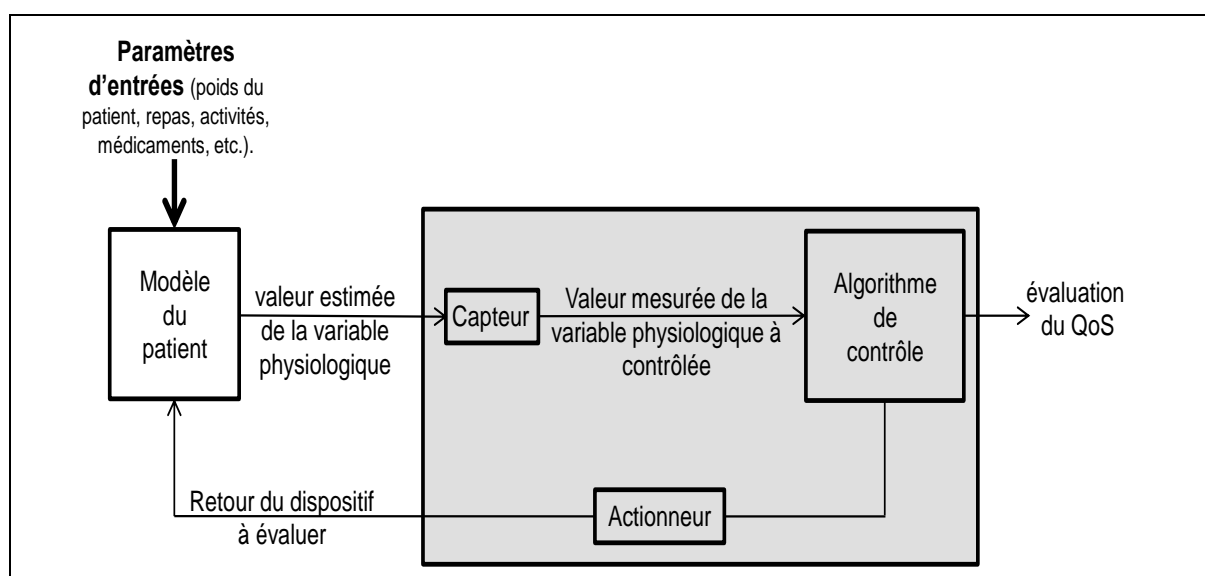 Paramètres
d'entrées (poids du
patient, repas, activités,
médicaments, etc.).
Modèle
du
patient
valeur estimée
de la variable
physiologique
Capteur
Valeur mesurée de la
variable physiologique à
contrôlée
Algorithme
de
contrôle
évaluation
du QoS
Retour du dispositif
à évaluer
Actionneur